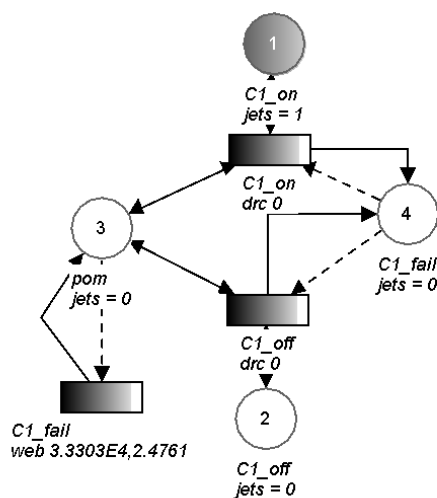 1
C1_on
jets = 1
C1_on
drc 0
3
pom
jets = 0
4
C1_fail
jets = 0
C1_off
drc 0
C1_fail
web 3.3303E4,2.4761
2
C1_off
jets = 0